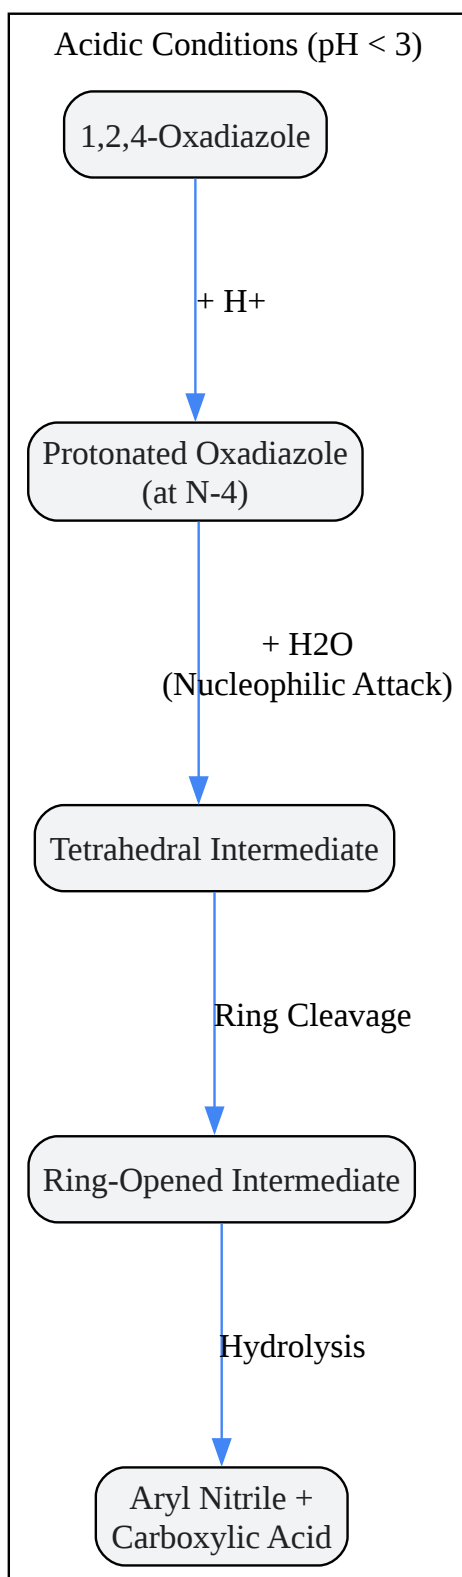 Acidic Conditions (pH < 3)
1,2,4-Oxadiazole
+ H+
Protonated Oxadiazole
(at N-4)
+ H2O
(Nucleophilic Attack)
Tetrahedral Intermediate
Ring Cleavage
Ring-Opened Intermediate
Hydrolysis
Aryl Nitrile +
Carboxylic Acid